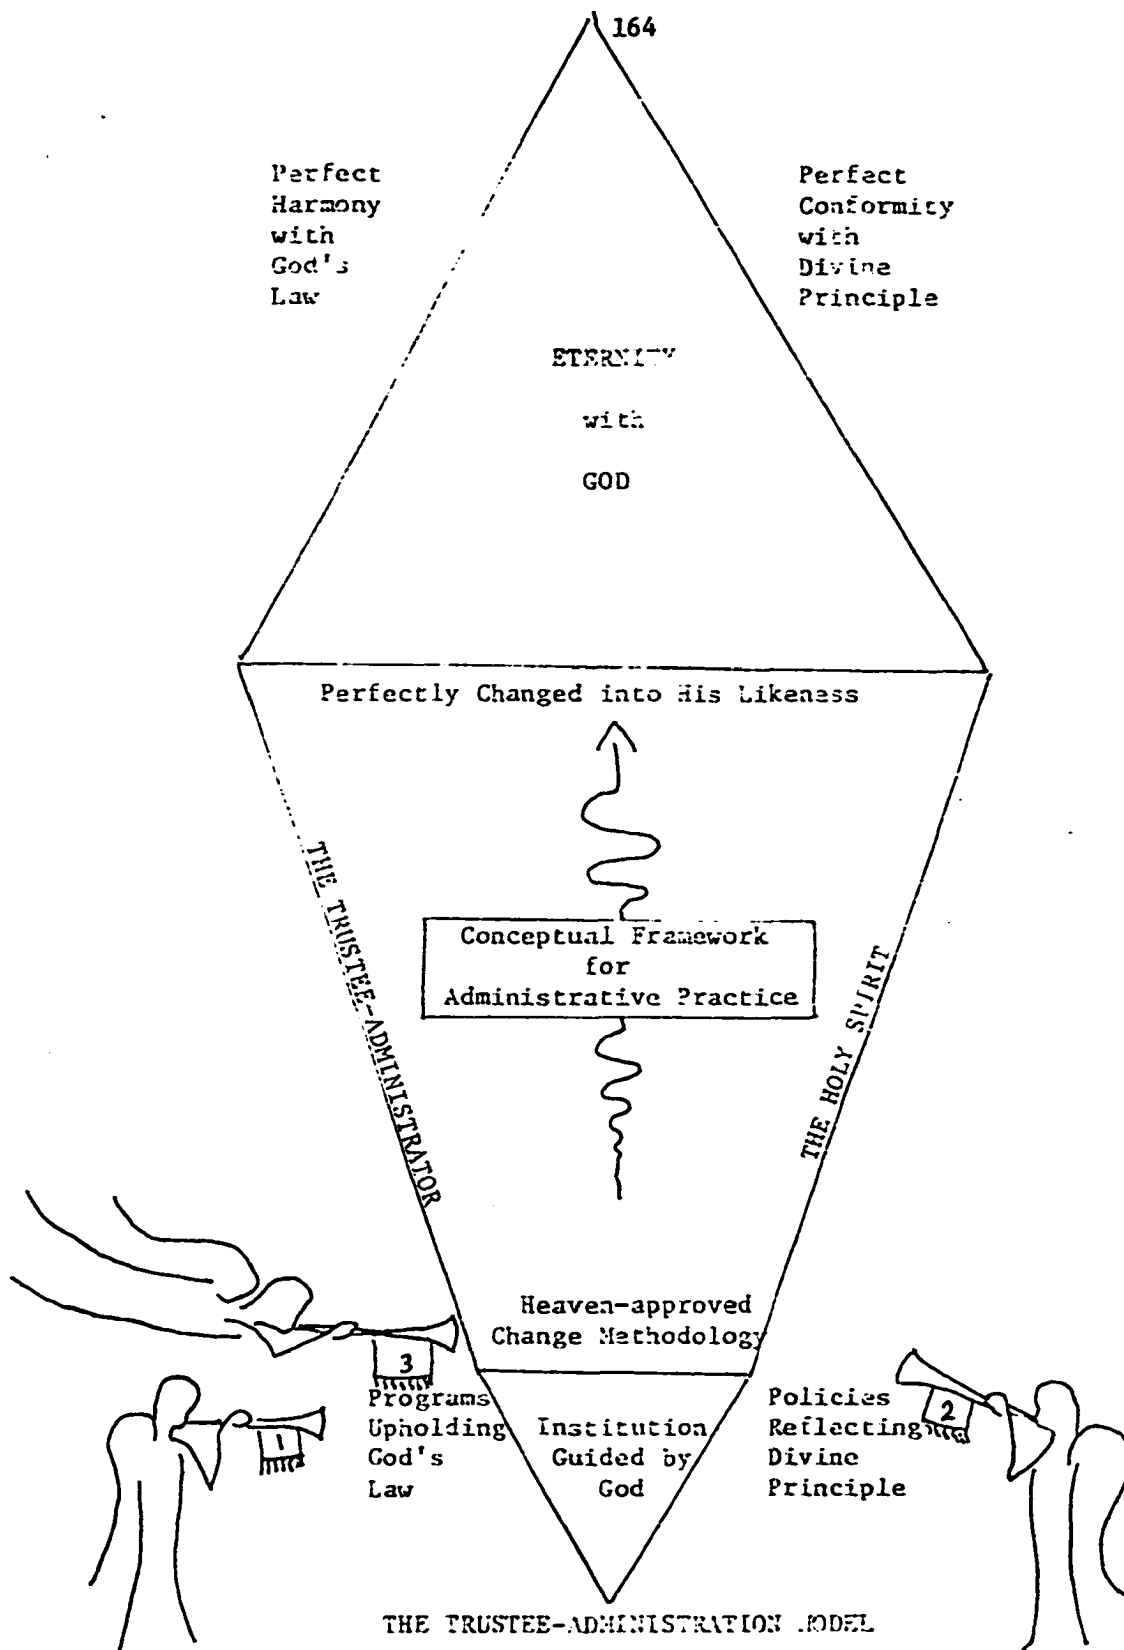 164
Perfect
Harmony
with
God's
Law
Perfect
Conformity
with
Divine
Principle
ETERNITY
with
GOD
Perfectly Changed into His Likeness
THE TRUSTEE-ADMINISTRATOR
THE HOLY SPIRIT
Conceptual Framework
for
Administrative Practice
Heaven-approved
Change Methodology
3
1
2
Programs
Upholding
God's
Law
Institution
Guided by
God
Policies
Reflecting
Divine
Principle
THE TRUSTEE-ADMINISTRATION MODEL